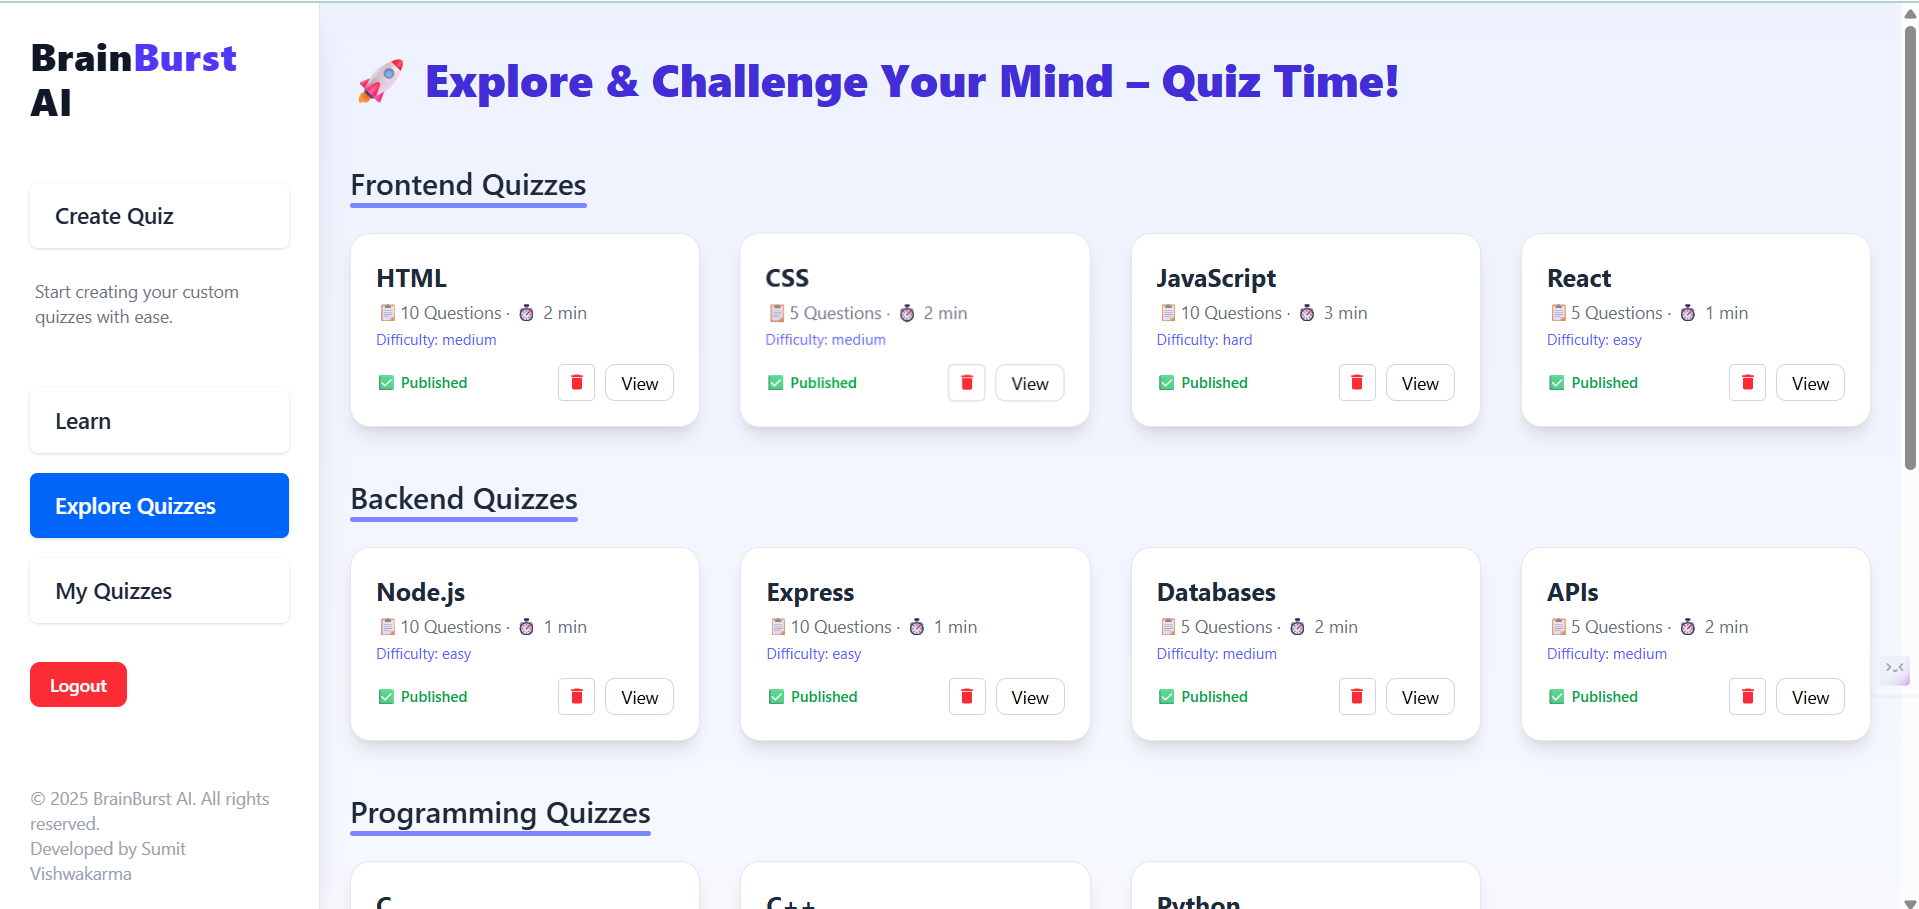 BrainBurst
AI
Create Quiz
Start creating your custom
quizzes with ease.
Learn
Explore Quizzes
My Quizzes
Logout
© 2025 BrainBurst AI. All rights
reserved.
Developed by Sumit
Vishwakarma
🚀 Explore & Challenge Your Mind – Quiz Time!
Frontend Quizzes
HTML
📋 10 Questions · ⏱ 2 min
Difficulty: medium
✅ Published View
CSS
📋 5 Questions · ⏱ 2 min
Difficulty: medium
✅ Published View
JavaScript
📋 10 Questions · ⏱ 3 min
Difficulty: hard
✅ Published View
React
📋 5 Questions · ⏱ 1 min
Difficulty: easy
✅ Published View
Backend Quizzes
Node.js
📋 10 Questions · ⏱ 1 min
Difficulty: easy
✅ Published View
Express
📋 10 Questions · ⏱ 1 min
Difficulty: easy
✅ Published View
Databases
📋 5 Questions · ⏱ 2 min
Difficulty: medium
✅ Published View
APIs
📋 5 Questions · ⏱ 2 min
Difficulty: medium
✅ Published View
Programming Quizzes
C
C++
Python